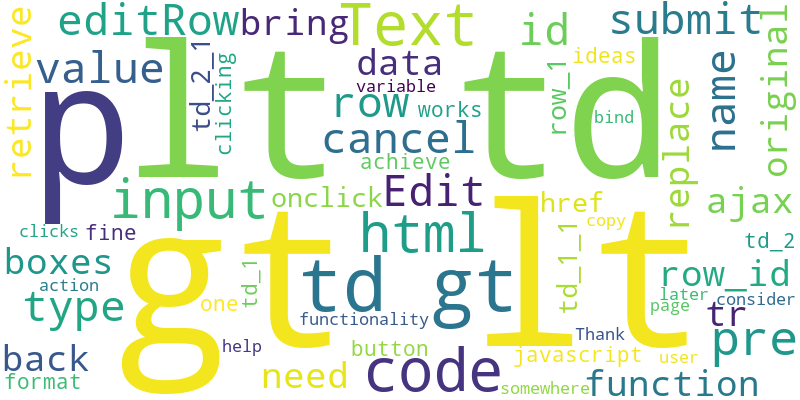 editRow
bring
Text
id
submit
ideas
original
retrieve
value
td_2_1
clicking
data
variable
row
works
row_1
bind
name
replace
p
lt td
cancel
achieve
input
onclick
Edit
href
copy
ajax
clicks
fine
html
td_1_1
td_2
boxes
action
gt lt
td gt
row_id
type
one
td_1
functionality
later
consider
page
tr
Thank
pre
back
help
button
javascript
user
format
need
code
somewhere
function